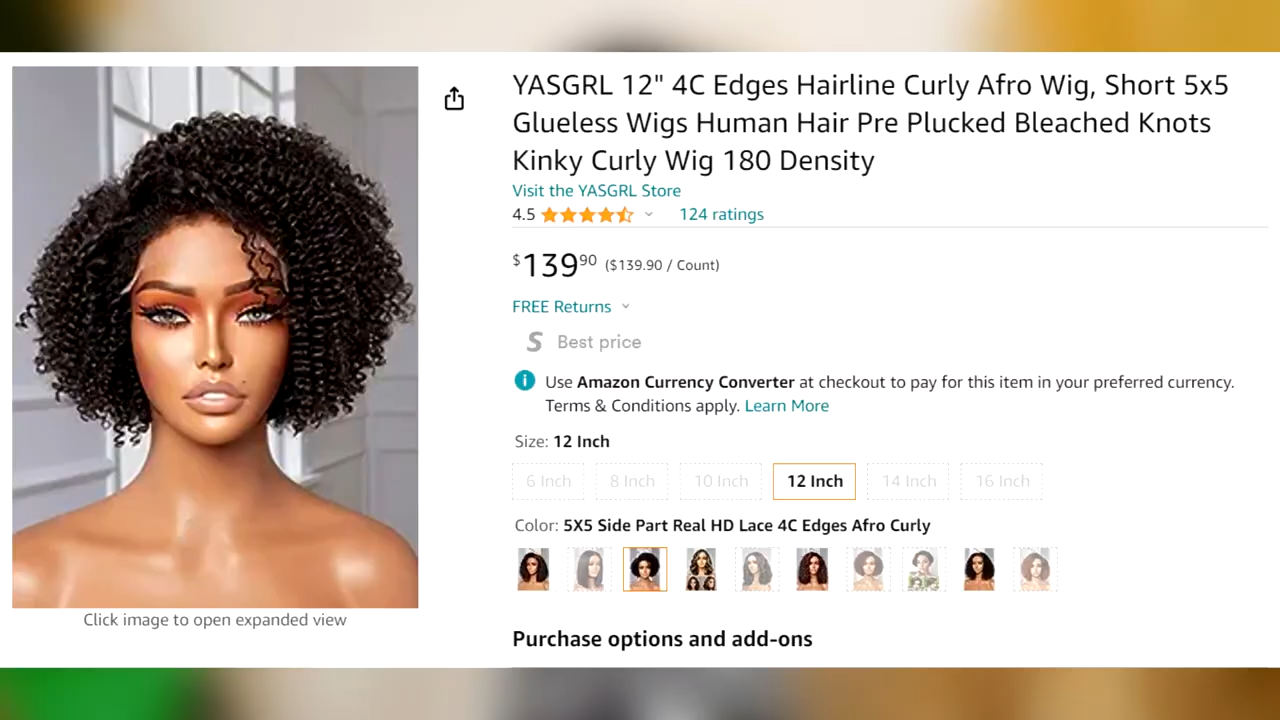 YASGRL 12" 4C Edges Hairline Curly Afro Wig, Short 5x5
Glueless Wigs Human Hair Pre Plucked Bleached Knots
Kinky Curly Wig 180 Density
Visit the YASGRL Store
4.5 124 ratings
$13990 ($139.90 / Count)
FREE Returns
S Best price
i Use Amazon Currency Converter at checkout to pay for this item in your preferred currency.
Terms & Conditions apply. Learn More
Size: 12 Inch
6 Inch 8 Inch 10 Inch 12 Inch 14 Inch 16 Inch
Color: 5X5 Side Part Real HD Lace 4C Edges Afro Curly
Click image to open expanded view
Purchase options and add-ons